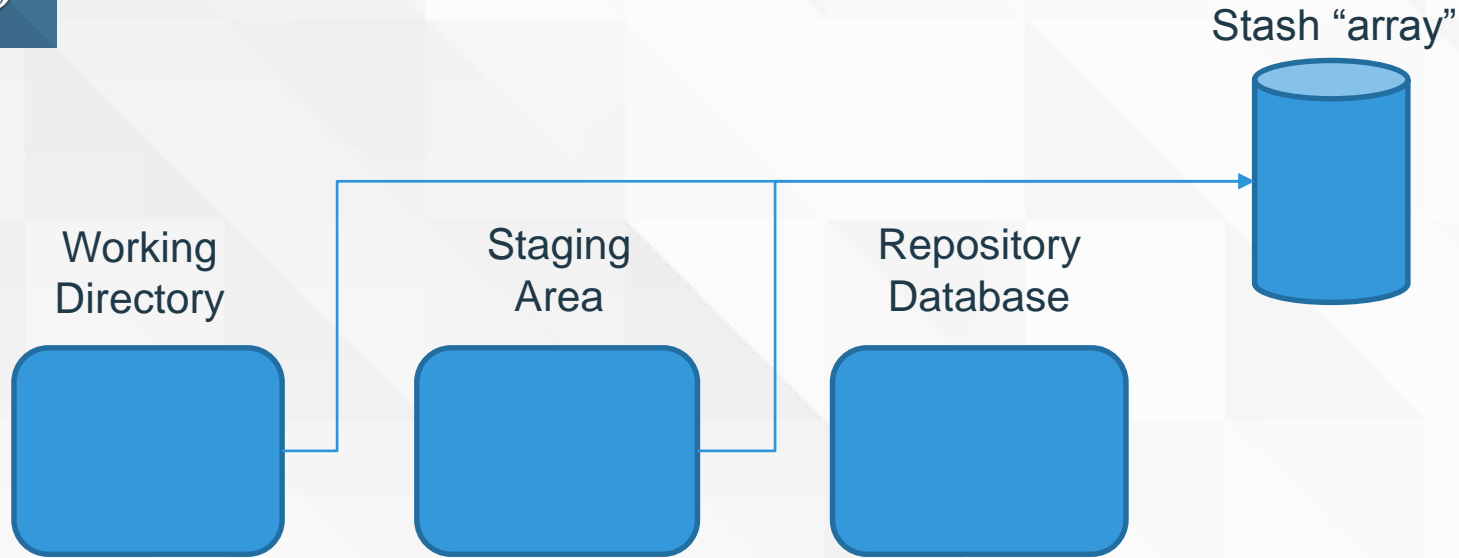 Stash “array”
Working
Directory
Staging
Area
Repository
Database